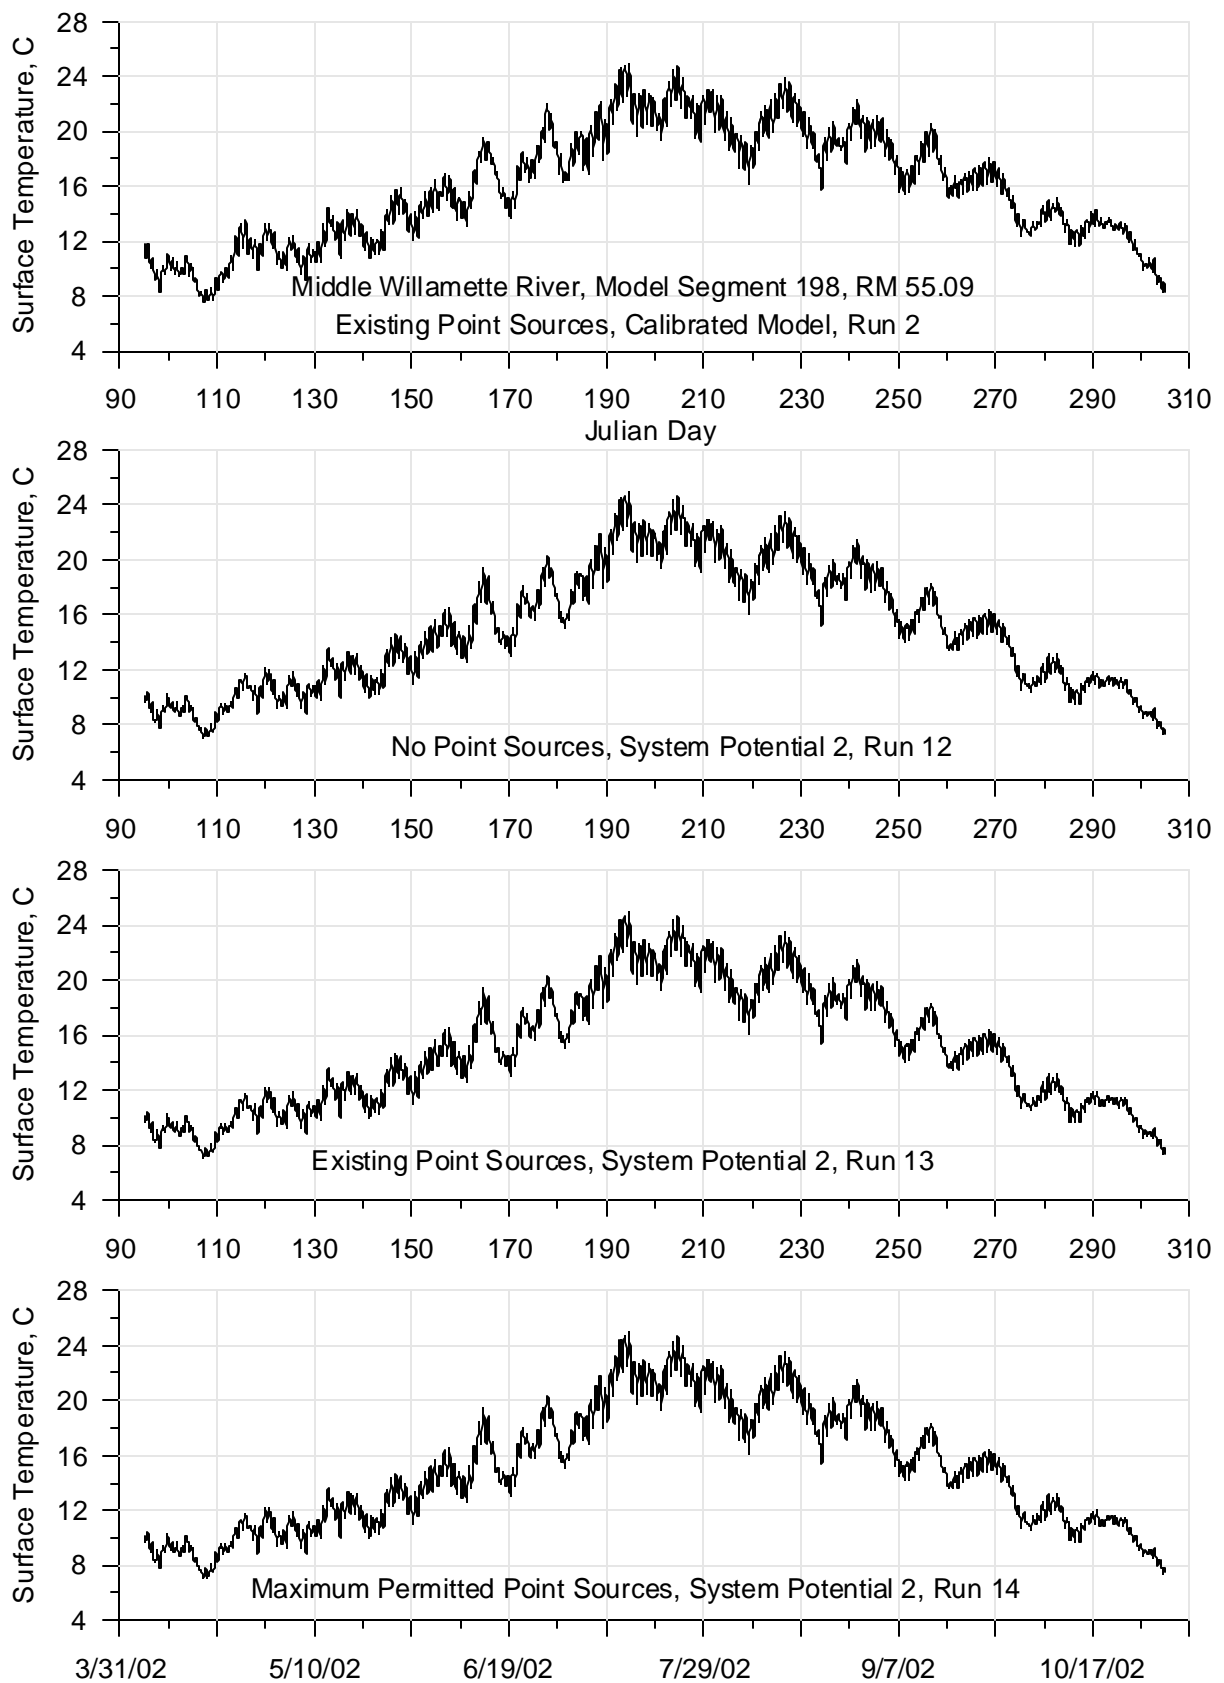 28
24
20
16
12
8
4
Surface Temperature, C
Middle Willamette River, Model Segment 198, RM 55.09
Existing Point Sources, Calibrated Model, Run 2
90 110 130 150 170 190 210 230 250 270 290 310
Julian Day
28
24
20
16
12
8
4
Surface Temperature, C
No Point Sources, System Potential 2, Run 12
90 110 130 150 170 190 210 230 250 270 290 310
28
24
20
16
12
8
4
Surface Temperature, C
Existing Point Sources, System Potential 2, Run 13
90 110 130 150 170 190 210 230 250 270 290 310
28
24
20
16
12
8
4
Surface Temperature, C
Maximum Permitted Point Sources, System Potential 2, Run 14
3/31/02 5/10/02 6/19/02 7/29/02 9/7/02 10/17/02